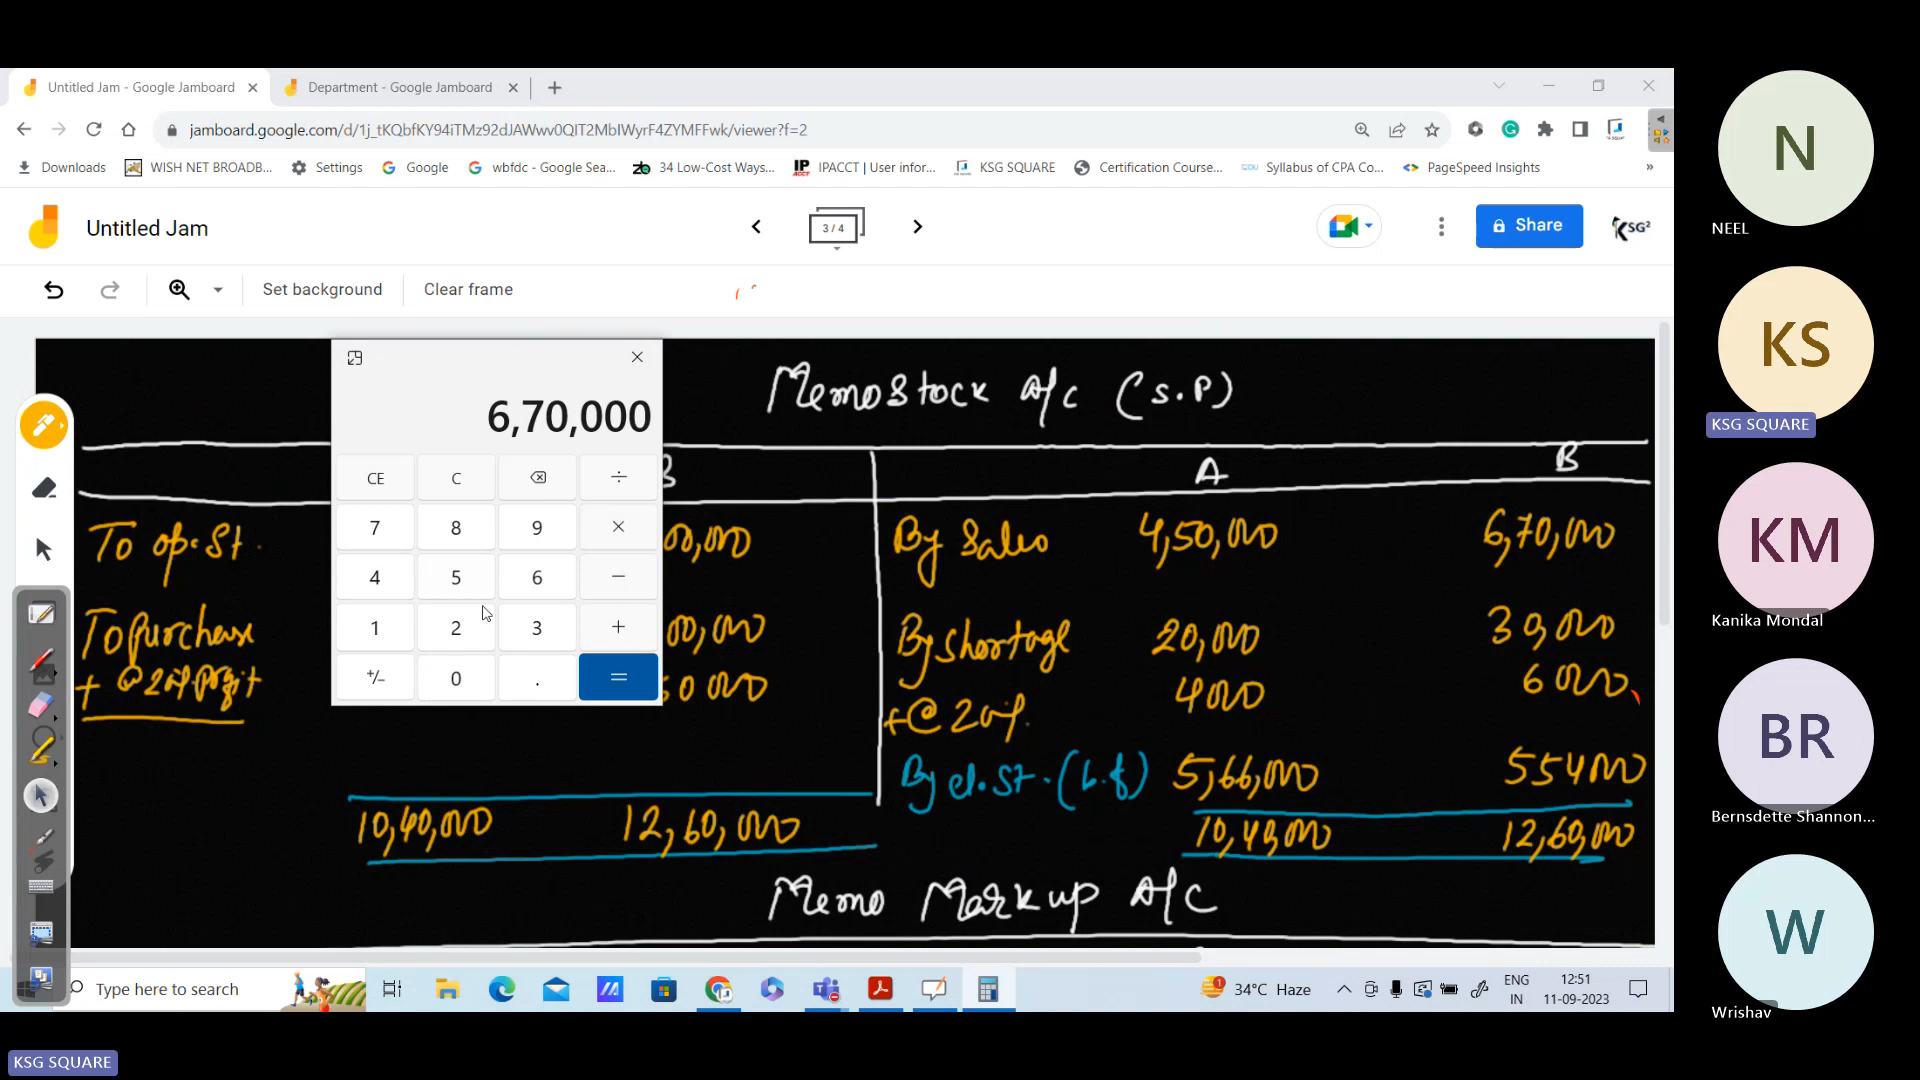 Untitled Jam - Google Jamboard
Department - Google Jamboard
jamboard.google.com/d/1j_tKQbfKY94iTMz92dJAWwv0QIT2MbIWyrF4ZYMFFwk/viewer?f=2
Downloads WISH NET BROADB... Settings Google wbfdc - Google Sea... 34 Low-Cost Ways... IPACCT | User infor... KSG SQUARE Certification Course... Syllabus of CPA Co... PageSpeed Insights »
Untitled Jam
3 / 4
Share
KSG²
Set background
Clear frame
6,70,000
CE C ÷
7 8 9 ×
4 5 6 −
1 2 3 +
+/− 0 . =
Memo Stock A/c (S.P)
A B
To op. St.
00,000
By Sales 4,50,000 6,70,000
To purchase
00,000
By Shortage 20,000 30,000
+ @ 20% profit
+ @ 20% 4000 6000
By cl. St. (b.f) 5,66,000 554000
10,40,000 12,60,000
10,40,000 12,60,000
Memo Markup A/C
Type here to search
34°C Haze
ENG
IN
12:51
11-09-2023
N
NEEL
KS
KSG SQUARE
KM
Kanika Mondal
BR
Bernsdette Shannon...
W
Wrishav
KSG SQUARE